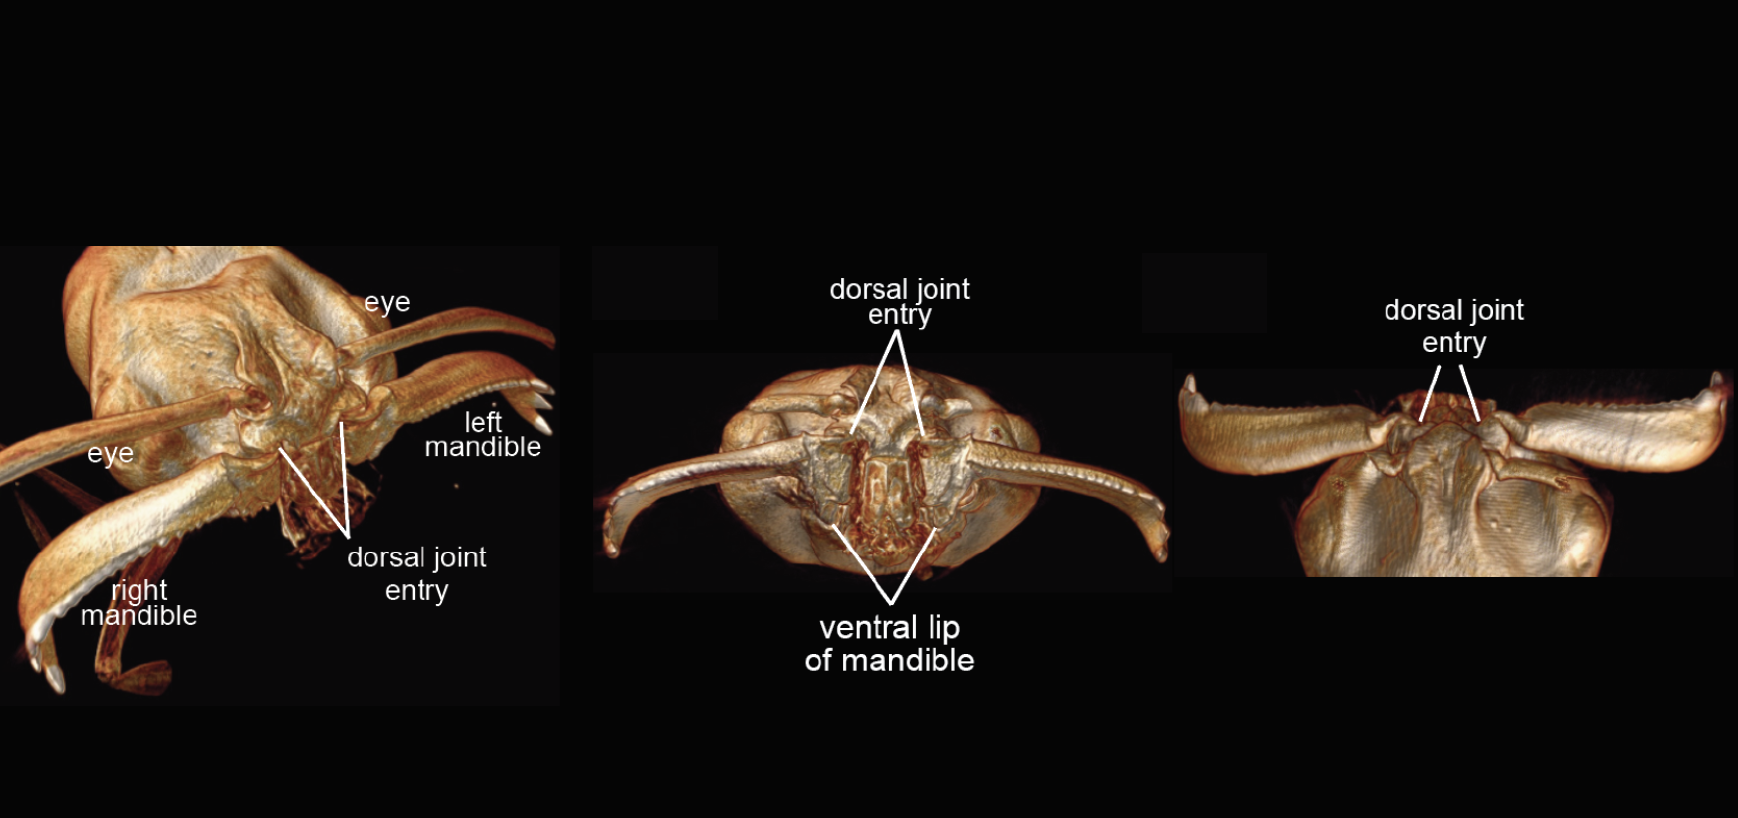 eye
eye
left
mandible
right
mandible
dorsal joint
entry
dorsal joint
entry
ventral lip
of mandible
dorsal joint
entry